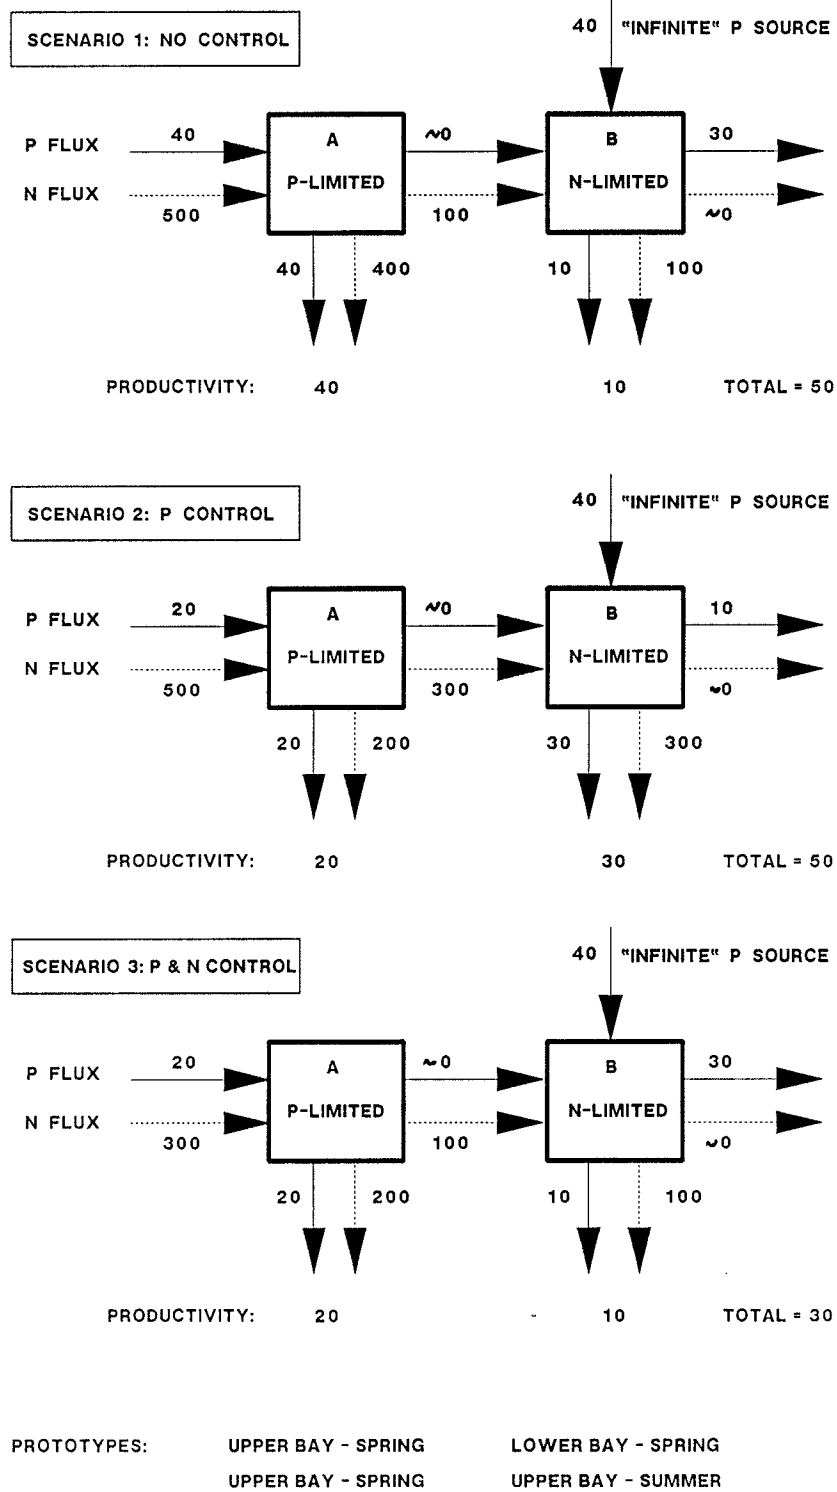 SCENARIO 1: NO CONTROL
40 "INFINITE" P SOURCE
P FLUX 40 A ~0 B 30
N FLUX P-LIMITED N-LIMITED
500 100 ~0
40 400 10 100
PRODUCTIVITY: 40 10 TOTAL = 50
SCENARIO 2: P CONTROL
40 "INFINITE" P SOURCE
P FLUX 20 A ~0 B 10
N FLUX P-LIMITED N-LIMITED
500 300 ~0
20 200 30 300
PRODUCTIVITY: 20 30 TOTAL = 50
SCENARIO 3: P & N CONTROL
40 "INFINITE" P SOURCE
P FLUX 20 A ~0 B 30
N FLUX P-LIMITED N-LIMITED
300 100 ~0
20 200 10 100
PRODUCTIVITY: 20 10 TOTAL = 30
PROTOTYPES: UPPER BAY - SPRING LOWER BAY - SPRING
UPPER BAY - SPRING UPPER BAY - SUMMER